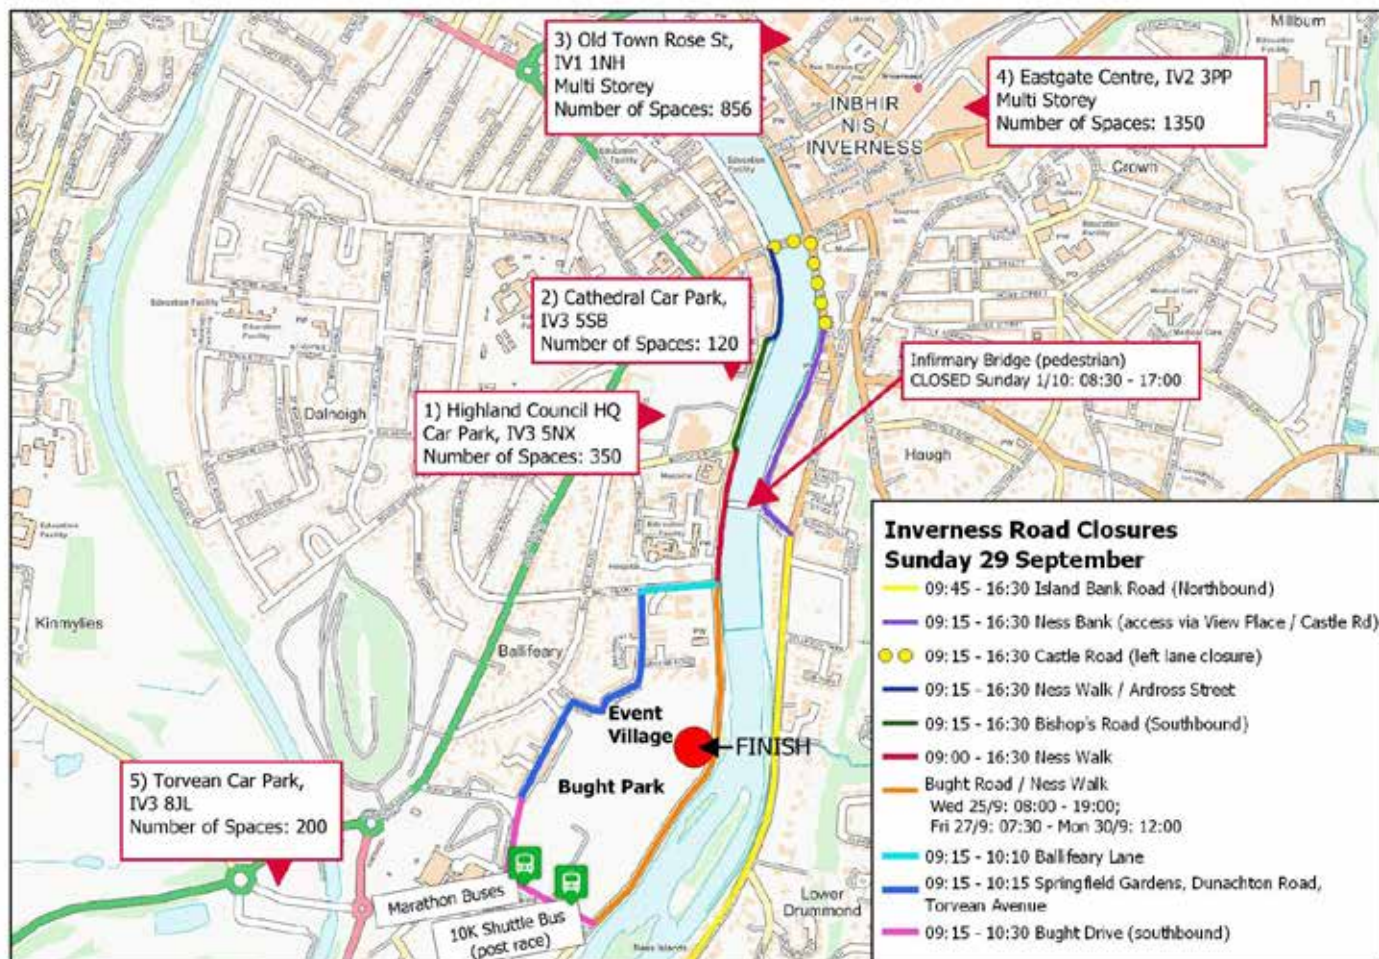 3) Old Town Rose St,
IV1 1NH
Multi Storey
Number of Spaces: 856
4) Eastgate Centre, IV2 3PP
Multi Storey
Number of Spaces: 1350
Millburn
INBHIR
NIS /
INVERNESS
Crown
2) Cathedral Car Park,
IV3 5SB
Number of Spaces: 120
Infirmary Bridge (pedestrian)
CLOSED Sunday 1/10: 08:30 - 17:00
1) Highland Council HQ
Car Park, IV3 5NX
Number of Spaces: 350
Dalneigh
Haugh
Kinmylies
Ballifeary
Event
Village
FINISH
Bught Park
5) Torvean Car Park,
IV3 8JL
Number of Spaces: 200
Marathon Buses
10K Shuttle Bus
(post race)
Lower
Drummond
Ness Islands
Inverness Road Closures
Sunday 29 September
09:45 - 16:30 Island Bank Road (Northbound)
09:15 - 16:30 Ness Bank (access via View Place / Castle Rd)
09:15 - 16:30 Castle Road (left lane closure)
09:15 - 16:30 Ness Walk / Ardross Street
09:15 - 16:30 Bishop's Road (Southbound)
09:00 - 16:30 Ness Walk
Bught Road / Ness Walk
Wed 25/9: 08:00 - 19:00;
Fri 27/9: 07:30 - Mon 30/9: 12:00
09:15 - 10:10 Ballifeary Lane
09:15 - 10:15 Springfield Gardens, Dunachton Road,
Torvean Avenue
09:15 - 10:30 Bught Drive (southbound)